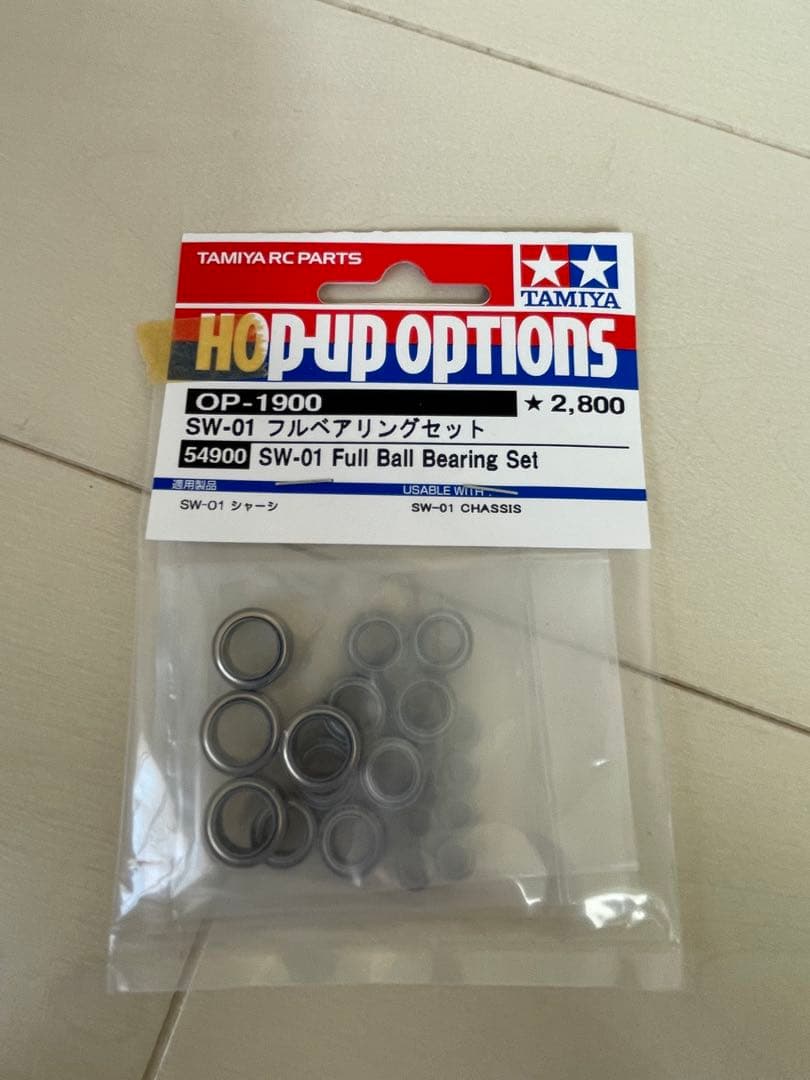 TAMIYA RC PARTS
TAMIYA
HOP-UP OPTIONS
OP-1900 ★ 2,800
SW-01 フルベアリングセット
54900 SW-01 Full Ball Bearing Set
適用製品 USABLE WITH :
SW-01 シャーシ SW-01 CHASSIS